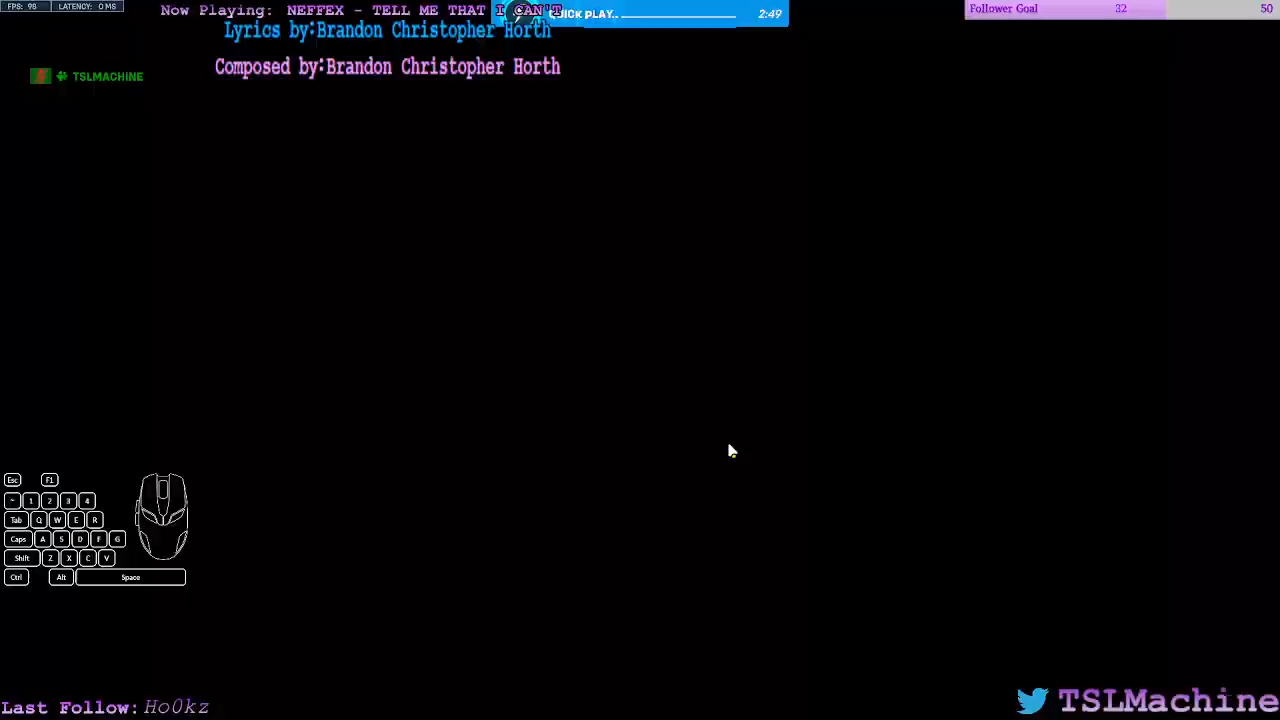 FPS: 98 LATENCY: 0 MS
Now Playing: NEFFEX - TELL ME THAT I CAN'T
QUICK PLAY.. 2:49
Follower Goal 32 50
Lyrics by:Brandon Christopher Horth
Composed by:Brandon Christopher Horth
TSLMACHINE
Esc F1
~ 1 2 3 4
Tab Q W E R
Caps A S D F G
Shift Z X C V
Ctrl Alt Space
Last Follow: Ho0kz
TSLMachine